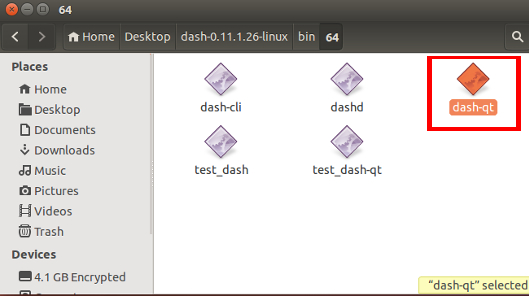 64
Home Desktop dash-0.11.1.26-linux bin 64
Places
Home
Desktop
Documents
Downloads
Music
Pictures
Videos
Trash
Devices
4.1 GB Encrypted
dash-cli dashd dash-qt
test_dash test_dash-qt
"dash-qt" selected